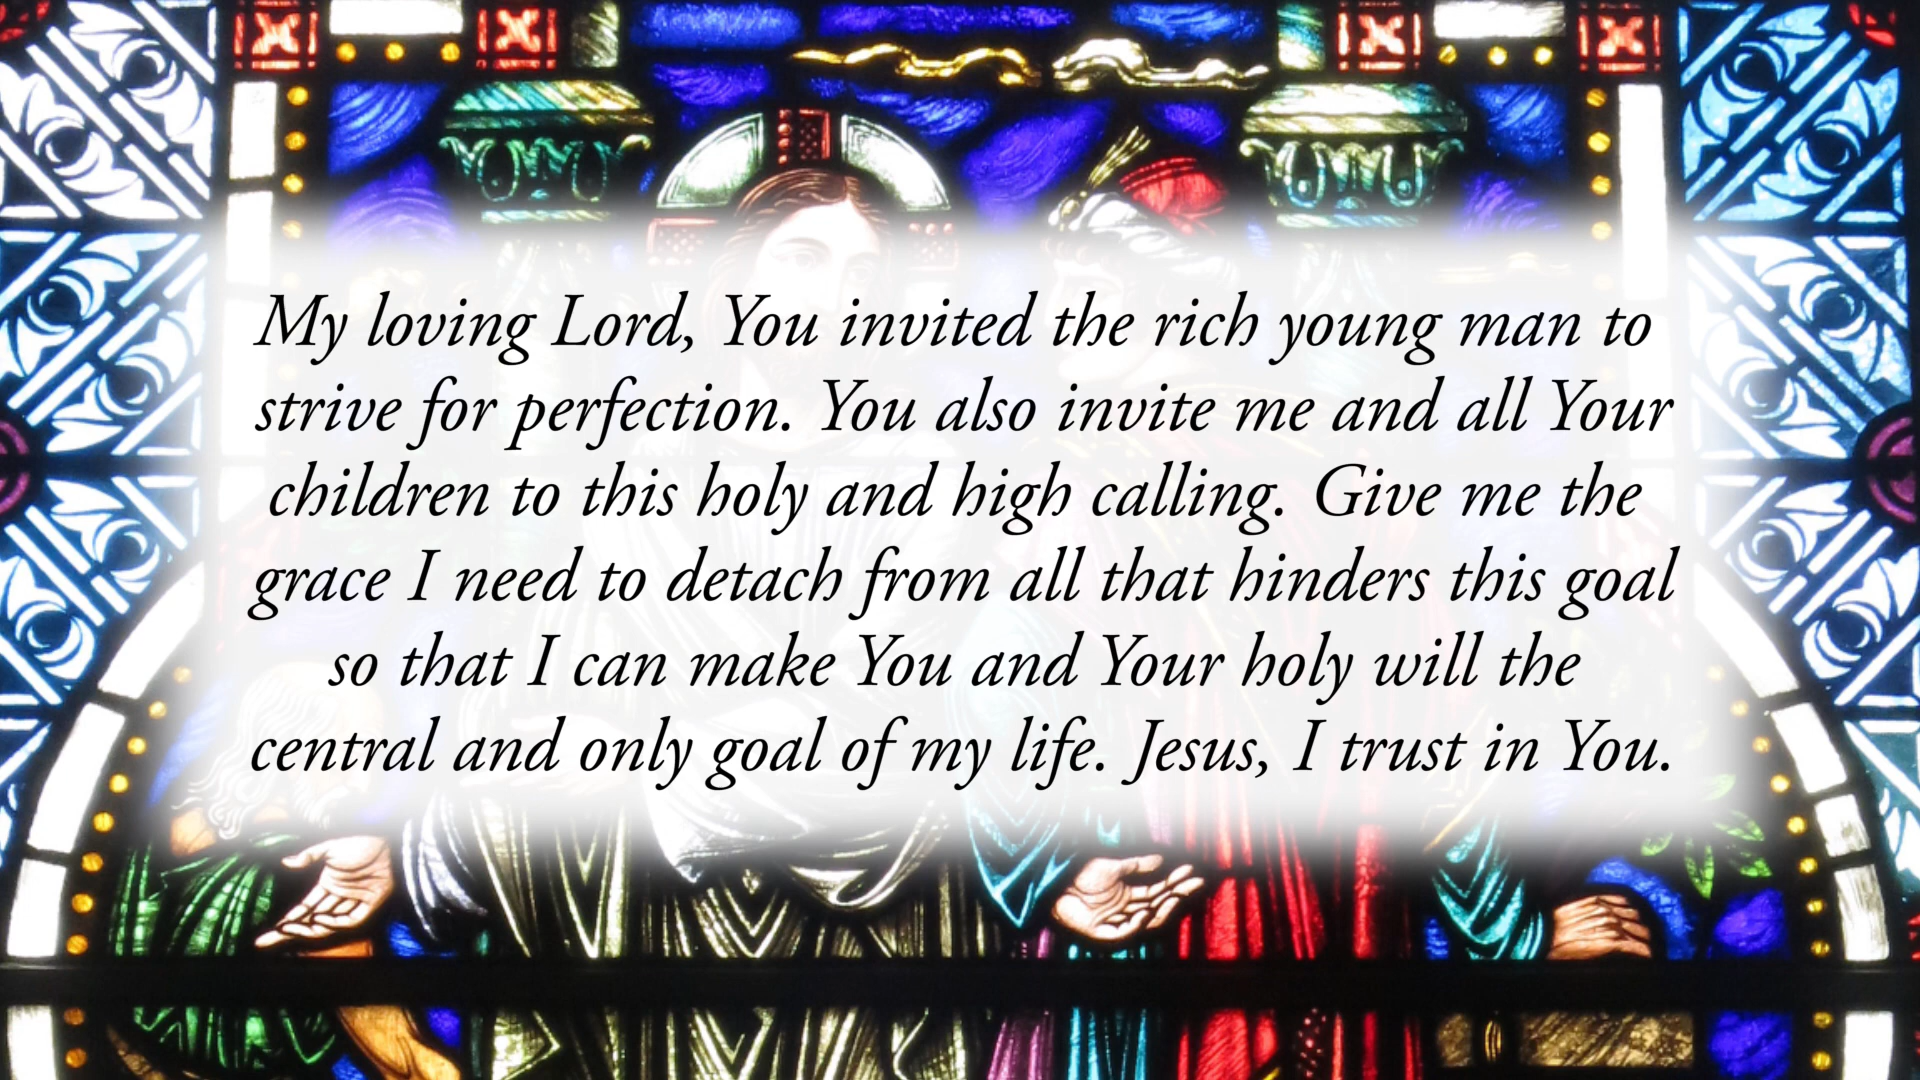 My loving Lord, You invited the rich young man to
strive for perfection. You also invite me and all Your
children to this holy and high calling. Give me the
grace I need to detach from all that hinders this goal
so that I can make You and Your holy will the
central and only goal of my life. Jesus, I trust in You.